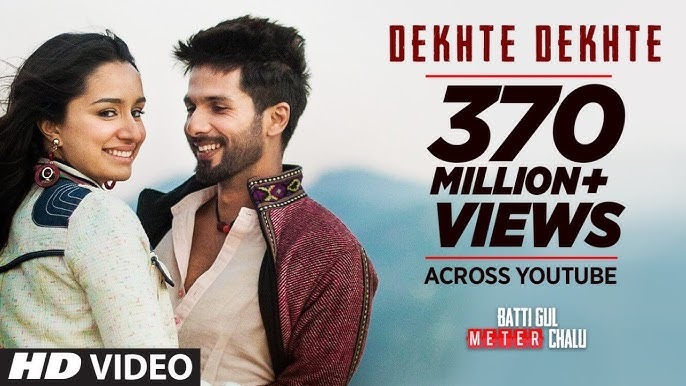 DEKHTE DEKHTE
370
MILLION+
VIEWS
ACROSS YOUTUBE
BATTI GUL
METER CHALU
HD VIDEO